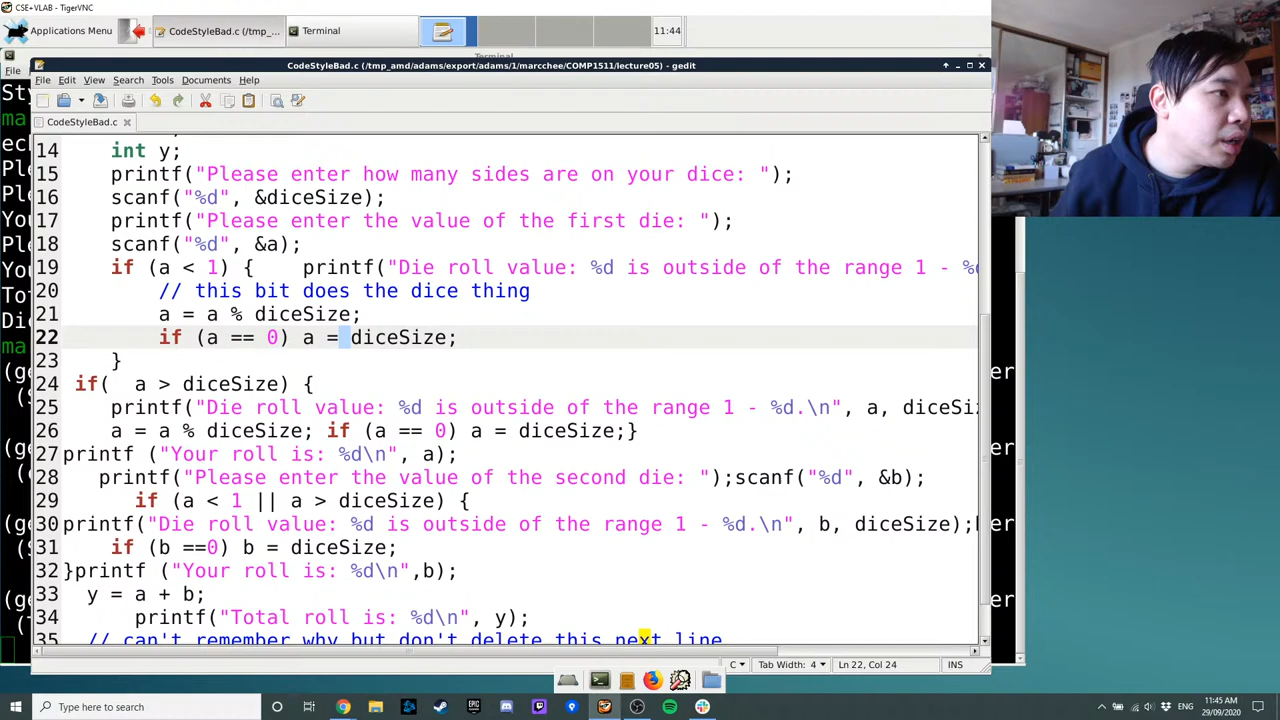 CSE+VLAB - TigerVNC
Applications Menu
CodeStyleBad.c (/tmp_...
Terminal
11:44
Terminal
File
CodeStyleBad.c (/tmp_amd/adams/export/adams/1/marcchee/COMP1511/lecture05) - gedit
File Edit View Search Tools Documents Help
CodeStyleBad.c
14 int y;
15 printf("Please enter how many sides are on your dice: ");
16 scanf("%d", &diceSize);
17 printf("Please enter the value of the first die: ");
18 scanf("%d", &a);
19 if (a < 1) { printf("Die roll value: %d is outside of the range 1 - %d
20 // this bit does the dice thing
21 a = a % diceSize;
22 if (a == 0) a = diceSize;
23 }
24 if( a > diceSize) {
25 printf("Die roll value: %d is outside of the range 1 - %d.\n", a, diceSi
26 a = a % diceSize; if (a == 0) a = diceSize;}
27 printf ("Your roll is: %d\n", a);
28 printf("Please enter the value of the second die: ");scanf("%d", &b);
29 if (a < 1 || a > diceSize) {
30 printf("Die roll value: %d is outside of the range 1 - %d.\n", b, diceSize);
31 if (b ==0) b = diceSize;
32 }printf ("Your roll is: %d\n",b);
33 y = a + b;
34 printf("Total roll is: %d\n", y);
35 // can't remember why but don't delete this next line
C Tab Width: 4 Ln 22, Col 24 INS
Type here to search
ENG
11:45 AM
29/09/2020